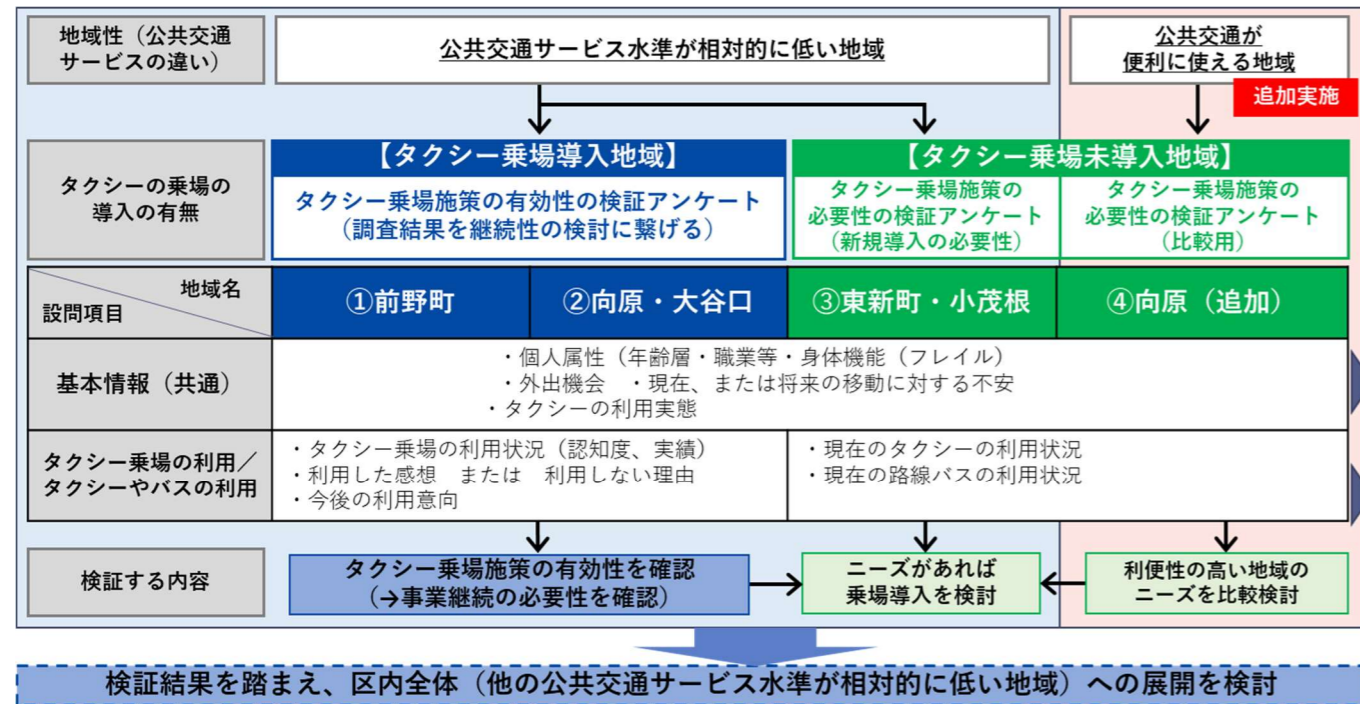 地域性（公共交通
サービスの違い）
公共交通サービス水準が相対的に低い地域
公共交通が
便利に使える地域
追加実施
タクシーの乗場の
導入の有無
【タクシー乗場導入地域】
タクシー乗場施策の有効性の検証アンケート
（調査結果を継続性の検討に繋げる）
【タクシー乗場未導入地域】
タクシー乗場施策の
必要性の検証アンケート
（新規導入の必要性）
タクシー乗場施策の
必要性の検証アンケート
（比較用）
地域名
設問項目
①前野町
②向原・大谷口
③東新町・小茂根
④向原（追加）
基本情報（共通）
・個人属性（年齢層・職業等・身体機能（フレイル）
・外出機会　・現在、または将来の移動に対する不安
・タクシーの利用実態
タクシー乗場の利用／
タクシーやバスの利用
・タクシー乗場の利用状況（認知度、実績）
・利用した感想　または　利用しない理由
・今後の利用意向
・現在のタクシーの利用状況
・現在の路線バスの利用状況
検証する内容
タクシー乗場施策の有効性を確認
（→事業継続の必要性を確認）
ニーズがあれば
乗場導入を検討
利便性の高い地域の
ニーズを比較検討
検証結果を踏まえ、区内全体（他の公共交通サービス水準が相対的に低い地域）への展開を検討